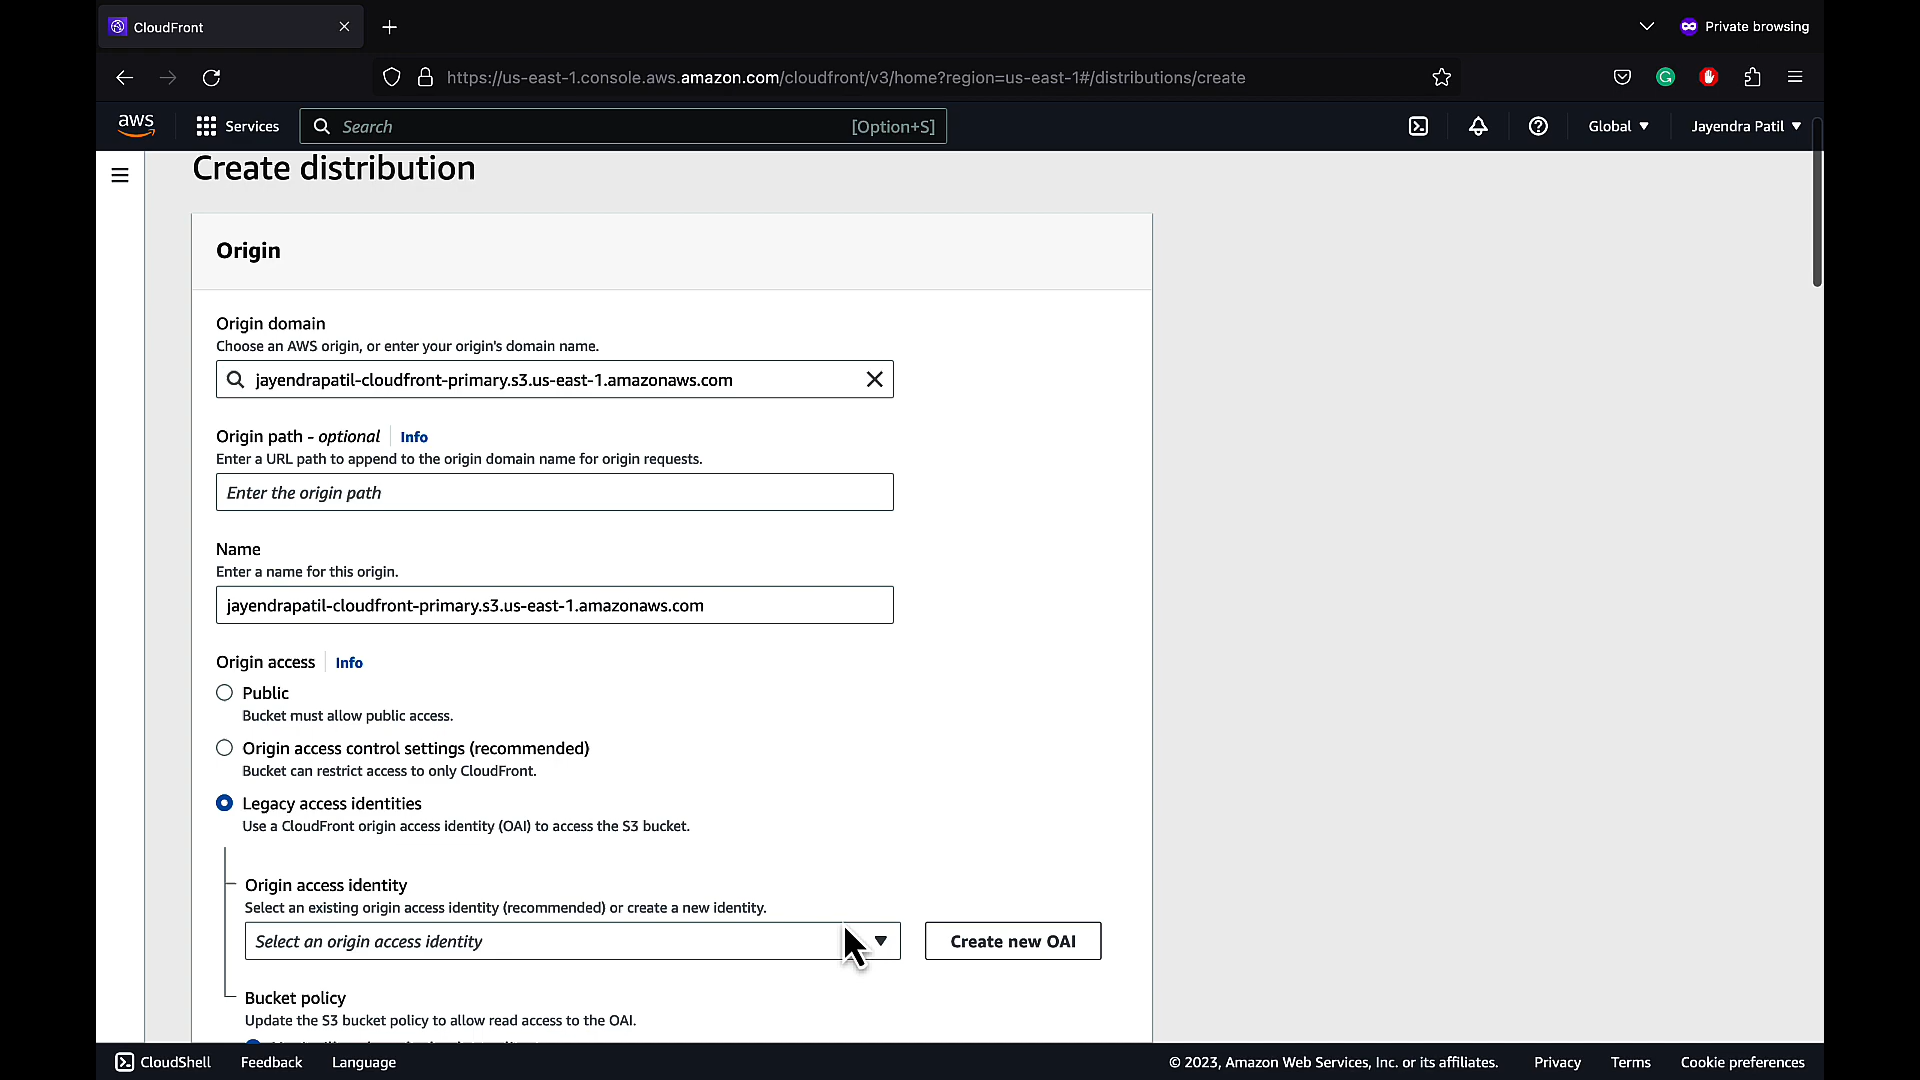 CloudFront
Private browsing
https://us-east-1.console.aws.amazon.com/cloudfront/v3/home?region=us-east-1#/distributions/create
aws
Services
Search
[Option+S]
Global
Jayendra Patil
Create distribution
Origin
Origin domain
Choose an AWS origin, or enter your origin's domain name.
jayendrapatil-cloudfront-primary.s3.us-east-1.amazonaws.com
Origin path - optional
Info
Enter a URL path to append to the origin domain name for origin requests.
Enter the origin path
Name
Enter a name for this origin.
jayendrapatil-cloudfront-primary.s3.us-east-1.amazonaws.com
Origin access
Info
Public
Bucket must allow public access.
Origin access control settings (recommended)
Bucket can restrict access to only CloudFront.
Legacy access identities
Use a CloudFront origin access identity (OAI) to access the S3 bucket.
Origin access identity
Select an existing origin access identity (recommended) or create a new identity.
Select an origin access identity
Create new OAI
Bucket policy
Update the S3 bucket policy to allow read access to the OAI.
CloudShell
Feedback
Language
© 2023, Amazon Web Services, Inc. or its affiliates.
Privacy
Terms
Cookie preferences